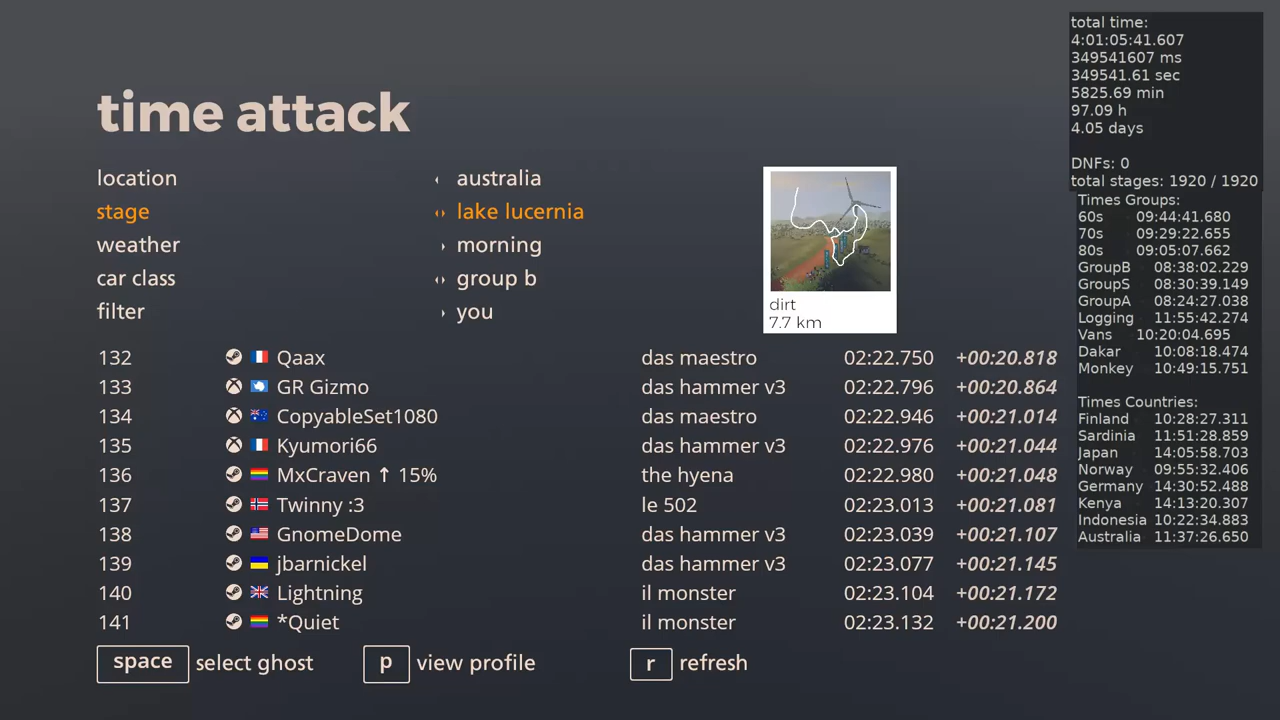 time attack
location australia
stage lake lucernia
weather morning
car class group b
filter you
dirt
7.7 km
132 Qaax das maestro 02:22.750 +00:20.818
133 GR Gizmo das hammer v3 02:22.796 +00:20.864
134 CopyableSet1080 das maestro 02:22.946 +00:21.014
135 Kyumori66 das hammer v3 02:22.976 +00:21.044
136 MxCraven ↑ 15% the hyena 02:22.980 +00:21.048
137 Twinny :3 le 502 02:23.013 +00:21.081
138 GnomeDome das hammer v3 02:23.039 +00:21.107
139 jbarnickel das hammer v3 02:23.077 +00:21.145
140 Lightning il monster 02:23.104 +00:21.172
141 *Quiet il monster 02:23.132 +00:21.200
space select ghost p view profile r refresh
total time:
4:01:05:41.607
349541607 ms
349541.61 sec
5825.69 min
97.09 h
4.05 days
DNFs: 0
total stages: 1920 / 1920
Times Groups:
60s 09:44:41.680
70s 09:29:22.655
80s 09:05:07.662
GroupB 08:38:02.229
GroupS 08:30:39.149
GroupA 08:24:27.038
Logging 11:55:42.274
Vans 10:20:04.695
Dakar 10:08:18.474
Monkey 10:49:15.751
Times Countries:
Finland 10:28:27.311
Sardinia 11:51:28.859
Japan 14:05:58.703
Norway 09:55:32.406
Germany 14:30:52.488
Kenya 14:13:20.307
Indonesia 10:22:34.883
Australia 11:37:26.650